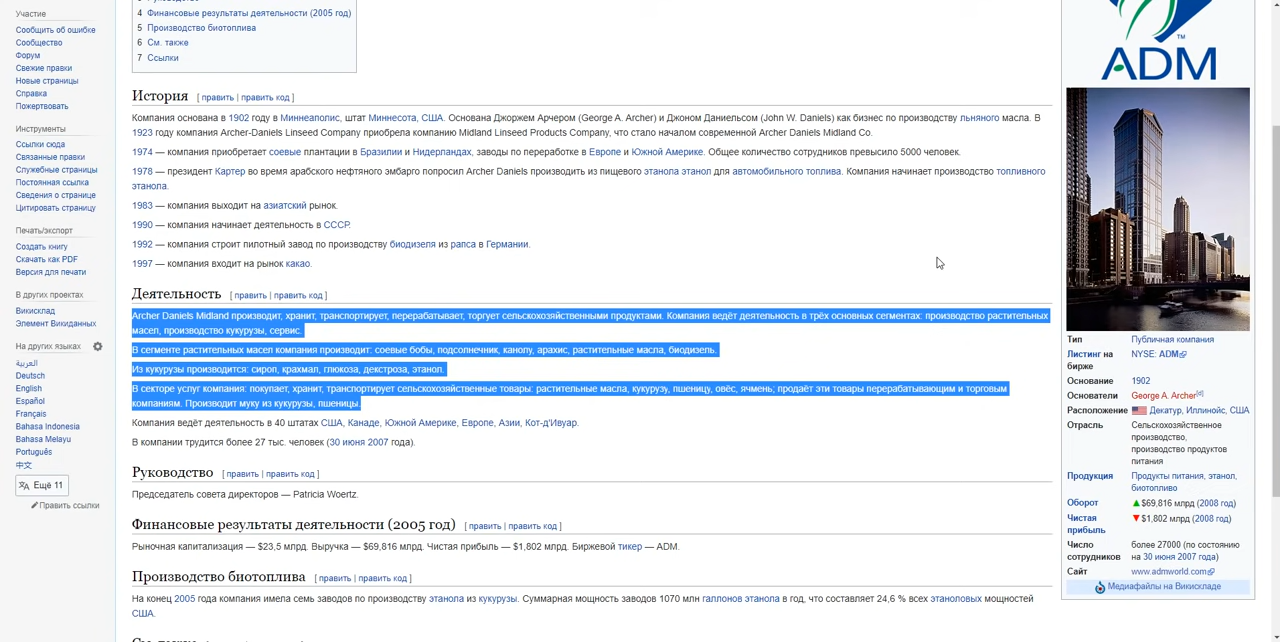 Участие
Сообщить об ошибке
Сообщество
Форум
Свежие правки
Новые страницы
Справка
Пожертвовать
Инструменты
Ссылки сюда
Связанные правки
Служебные страницы
Постоянная ссылка
Сведения о странице
Цитировать страницу
Печать/экспорт
Создать книгу
Скачать как PDF
Версия для печати
В других проектах
Викисклад
Элемент Викиданных
На других языках
العربية
Deutsch
English
Español
Français
Bahasa Indonesia
Bahasa Melayu
Português
中文
Ещё 11
Править ссылки
4 Финансовые результаты деятельности (2005 год)
5 Производство биотоплива
6 См. также
7 Ссылки
История [ править | править код ]
Компания основана в 1902 году в Миннеаполис, штат Миннесота, США. Основана Джоржем Арчером (George A. Archer) и Джоном Даниельсом (John W. Daniels) как бизнес по производству льняного масла. В
1923 году компания Archer-Daniels Linseed Company приобрела компанию Midland Linseed Products Company, что стало началом современной Archer Daniels Midland Co.
1974 — компания приобретает соевые плантации в Бразилии и Нидерландах, заводы по переработке в Европе и Южной Америке. Общее количество сотрудников превысило 5000 человек.
1978 — президент Картер во время арабского нефтяного эмбарго попросил Archer Daniels производить из пищевого этанола этанол для автомобильного топлива. Компания начинает производство топливного
этанола.
1983 — компания выходит на азиатский рынок.
1990 — компания начинает деятельность в СССР.
1992 — компания строит пилотный завод по производству биодизеля из рапса в Германии.
1997 — компания входит на рынок какао.
Деятельность [ править | править код ]
Archer Daniels Midland производит, хранит, транспортирует, перерабатывает, торгует сельскохозяйственными продуктами. Компания ведёт деятельность в трёх основных сегментах: производство растительных
масел, производство кукурузы, сервис.
В сегменте растительных масел компания производит: соевые бобы, подсолнечник, канолу, арахис, растительные масла, биодизель.
Из кукурузы производится: сироп, крахмал, глюкоза, декстроза, этанол.
В секторе услуг компания: покупает, хранит, транспортирует сельскохозяйственные товары: растительные масла, кукурузу, пшеницу, овёс, ячмень; продаёт эти товары перерабатывающим и торговым
компаниям. Производит муку из кукурузы, пшеницы.
Компания ведёт деятельность в 40 штатах США, Канаде, Южной Америке, Европе, Азии, Кот-д'Ивуар.
В компании трудится более 27 тыс. человек (30 июня 2007 года).
Руководство [ править | править код ]
Председатель совета директоров — Patricia Woertz.
Финансовые результаты деятельности (2005 год) [ править | править код ]
Рыночная капитализация — $23,5 млрд. Выручка — $69,816 млрд. Чистая прибыль — $1,802 млрд. Биржевой тикер — ADM.
Производство биотоплива [ править | править код ]
На конец 2005 года компания имела семь заводов по производству этанола из кукурузы. Суммарная мощность заводов 1070 млн галлонов этанола в год, что составляет 24,6 % всех этаноловых мощностей
США.
ADM
TM
Тип Публичная компания
Листинг на NYSE: ADM
бирже
Основание 1902
Основатели George A. Archer[d]
Расположение Декатур, Иллинойс, США
Отрасль Сельскохозяйственное
производство,
производство продуктов
питания
Продукция Продукты питания, этанол,
биотопливо
Оборот ▲$69,816 млрд (2008 год)
Чистая ▼$1,802 млрд (2008 год)
прибыль
Число более 27000 (по состоянию
сотрудников на 30 июня 2007 года)
Сайт www.admworld.com
Медиафайлы на Викискладе